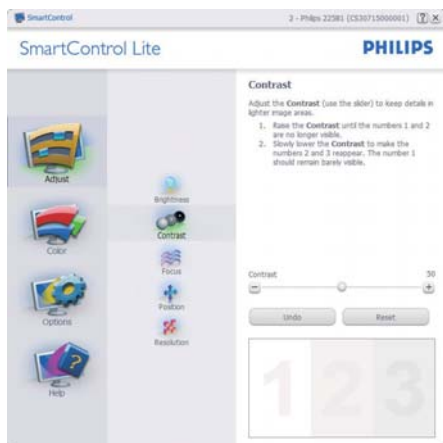 SmartControl
2 - Philips 225B1 (CS30715000001)
SmartControl Lite
PHILIPS
Adjust
Color
Options
Help
Brightness
Contrast
Focus
Position
Resolution
Contrast
Adjust the Contrast (use the slider) to keep details in
lighter image areas.
1. Raise the Contrast until the numbers 1 and 2
are no longer visible.
2. Slowly lower the Contrast to make the
numbers 2 and 3 reappear. The number 1
should remain barely visible.
Contrast
50
Undo
Reset
1 2 3